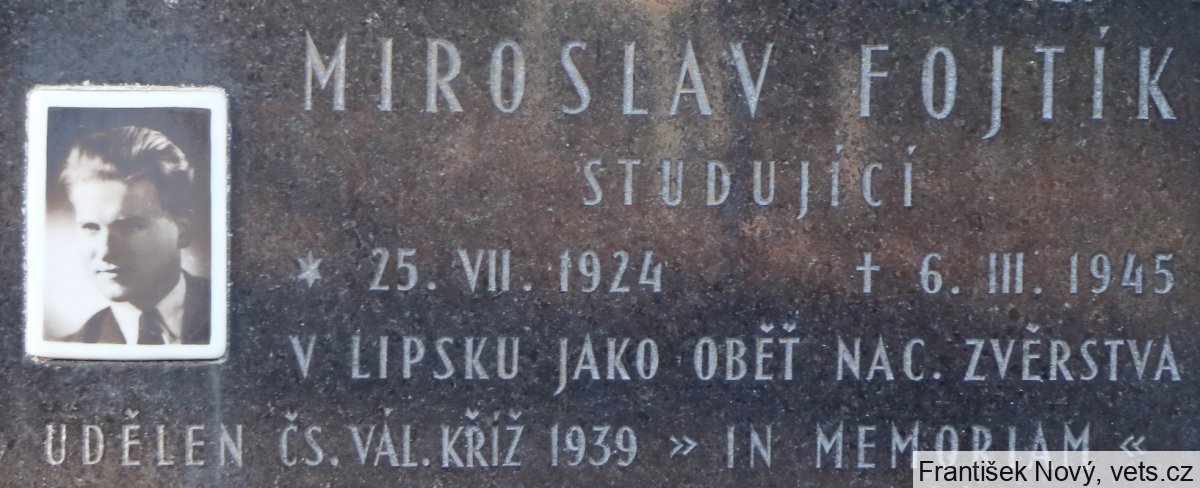 MIROSLAV FOJTÍK
STUDUJÍCÍ
* 25. VII. 1924 † 6. III. 1945
V LIPSKU JAKO OBĚŤ NAC. ZVĚRSTVA
UDĚLEN ČS. VÁL. KŘÍŽ 1939 » IN MEMORIAM «
František Nový, vets.cz